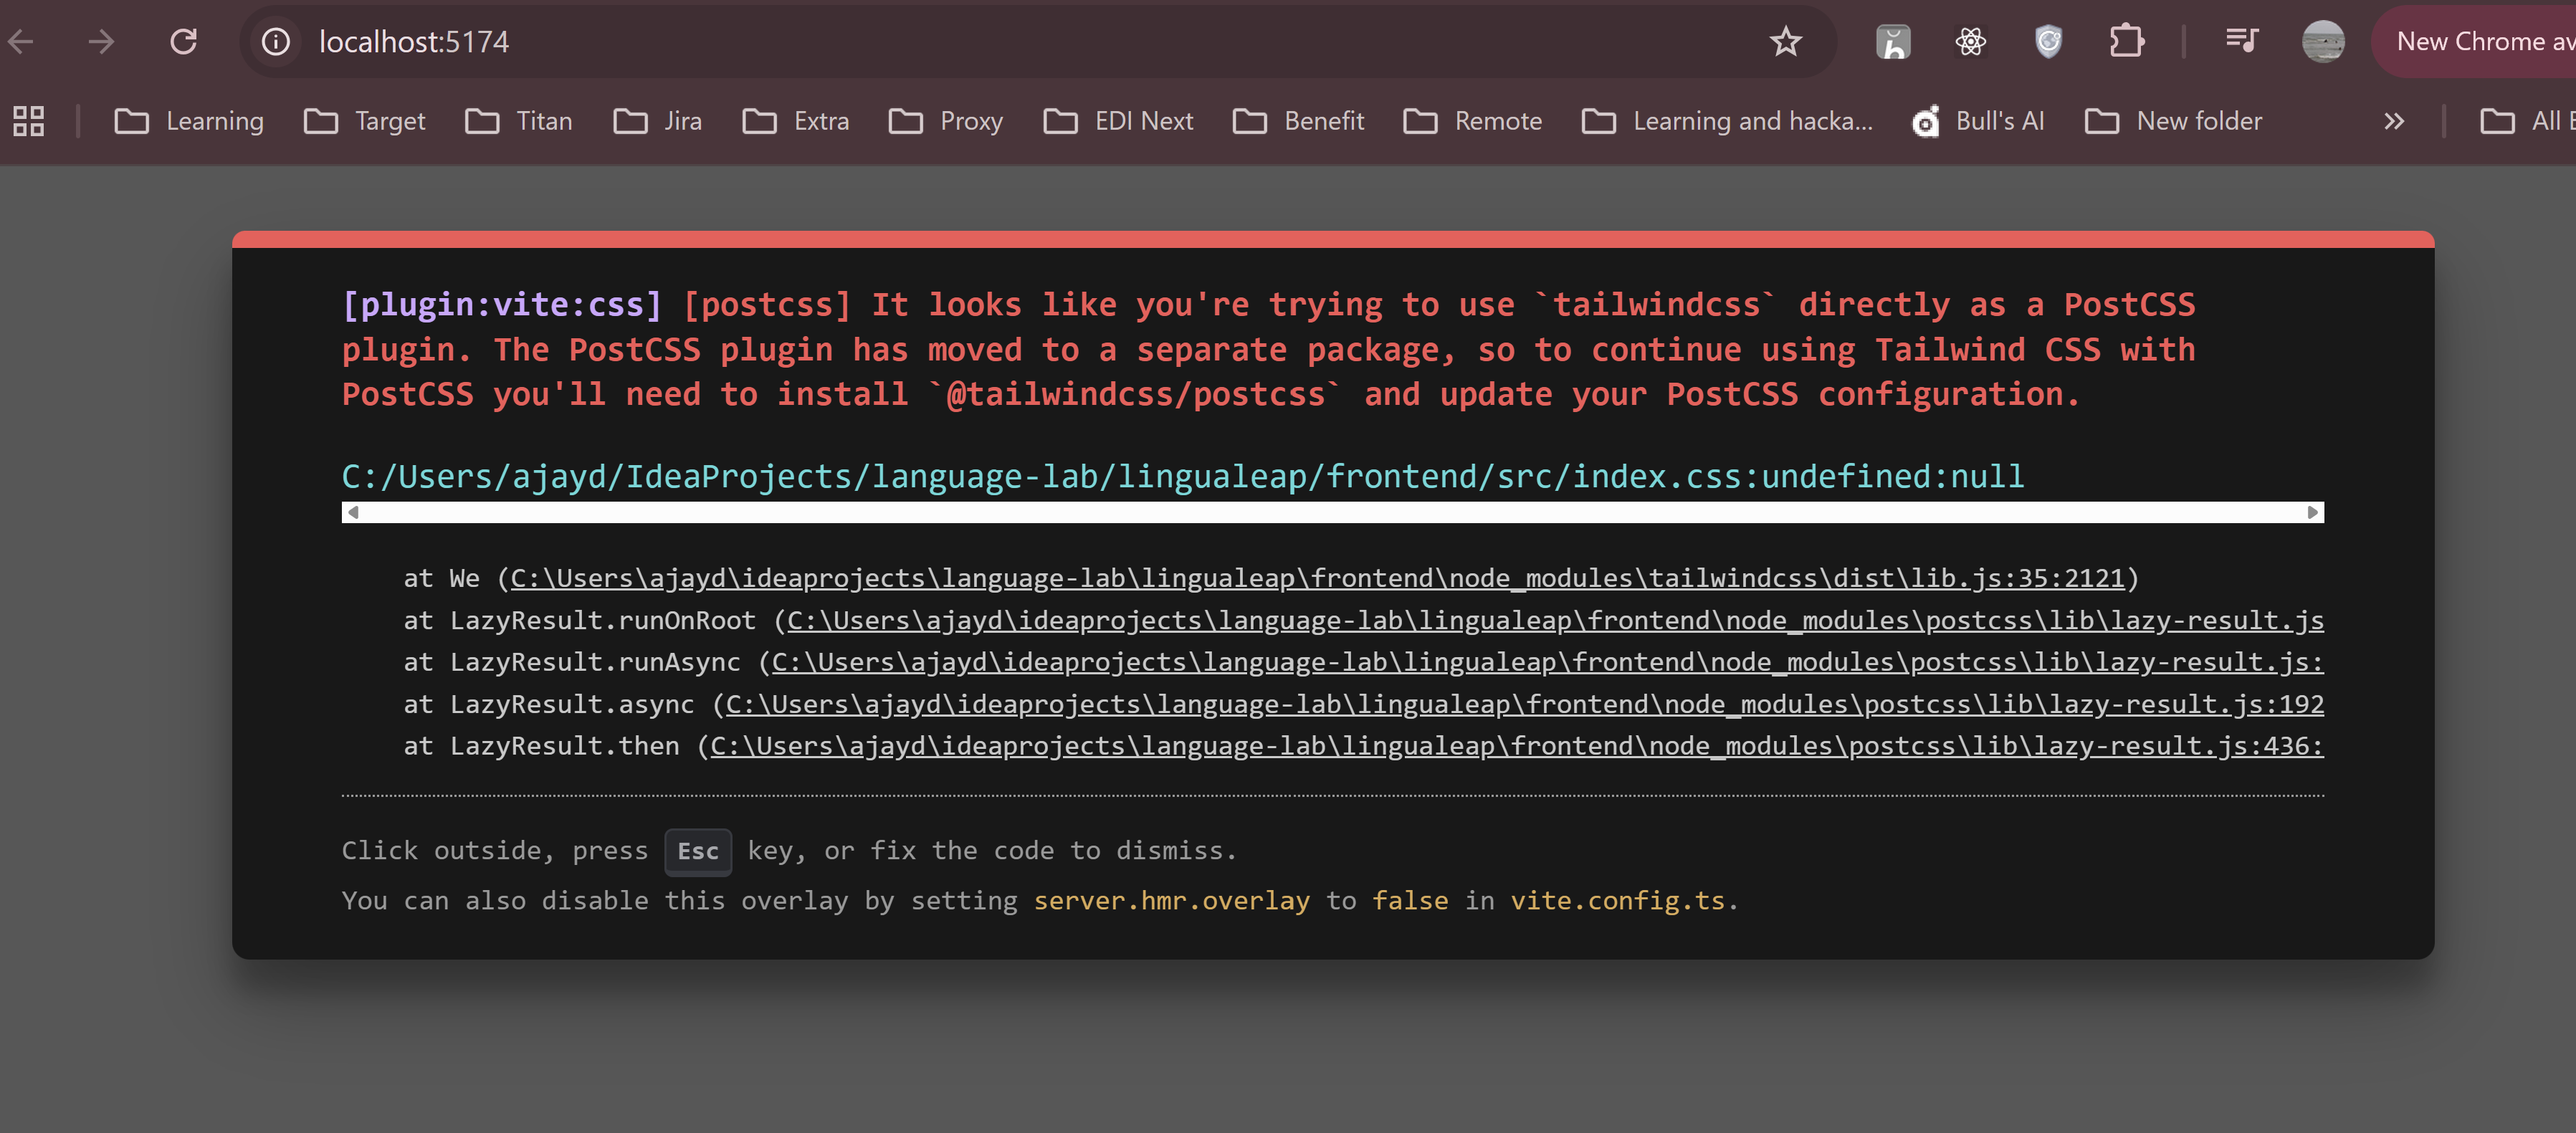 localhost:5174
New Chrome av
Learning Target Titan Jira Extra Proxy EDI Next Benefit Remote Learning and hacka... Bull's AI New folder All
[plugin:vite:css] [postcss] It looks like you're trying to use `tailwindcss` directly as a PostCSS
plugin. The PostCSS plugin has moved to a separate package, so to continue using Tailwind CSS with
PostCSS you'll need to install `@tailwindcss/postcss` and update your PostCSS configuration.
C:/Users/ajayd/IdeaProjects/language-lab/lingualeap/frontend/src/index.css:undefined:null
at We (C:\Users\ajayd\ideaprojects\language-lab\lingualeap\frontend\node_modules\tailwindcss\dist\lib.js:35:2121)
at LazyResult.runOnRoot (C:\Users\ajayd\ideaprojects\language-lab\lingualeap\frontend\node_modules\postcss\lib\lazy-result.js
at LazyResult.runAsync (C:\Users\ajayd\ideaprojects\language-lab\lingualeap\frontend\node_modules\postcss\lib\lazy-result.js:
at LazyResult.async (C:\Users\ajayd\ideaprojects\language-lab\lingualeap\frontend\node_modules\postcss\lib\lazy-result.js:192
at LazyResult.then (C:\Users\ajayd\ideaprojects\language-lab\lingualeap\frontend\node_modules\postcss\lib\lazy-result.js:436:
Click outside, press Esc key, or fix the code to dismiss.
You can also disable this overlay by setting server.hmr.overlay to false in vite.config.ts.